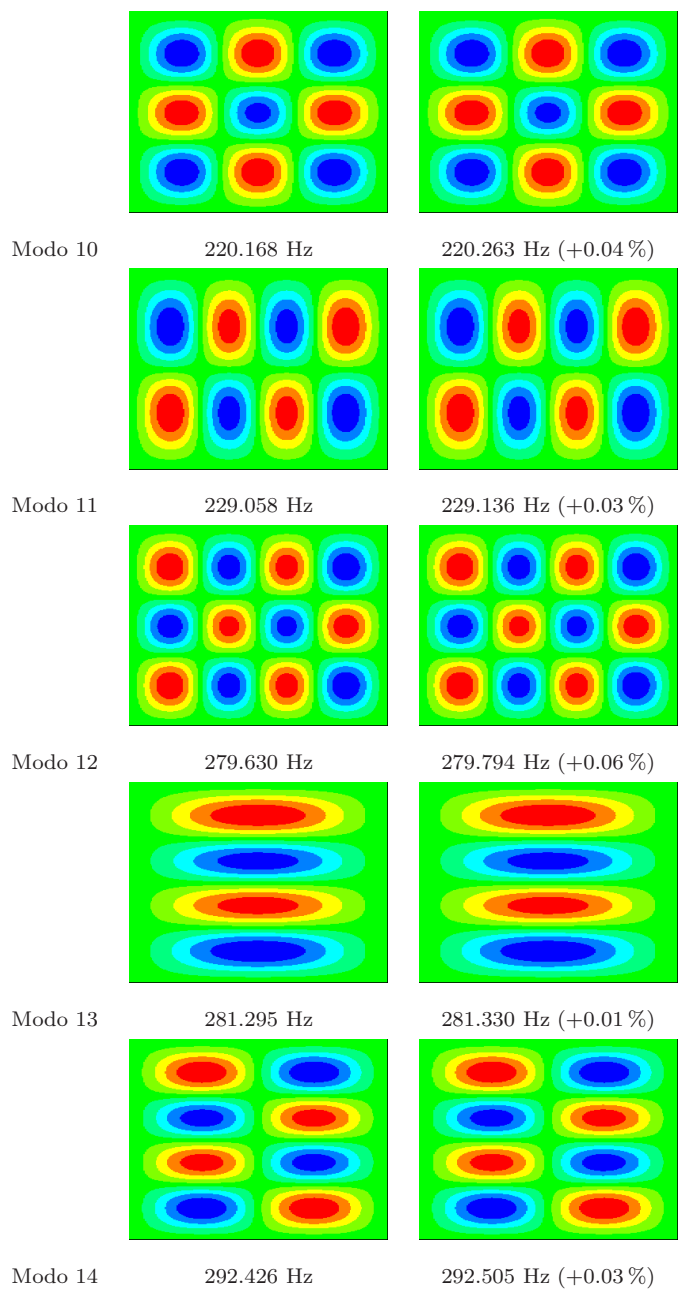 Modo 10 220.168 Hz 220.263 Hz (+0.04 %)
Modo 11 229.058 Hz 229.136 Hz (+0.03 %)
Modo 12 279.630 Hz 279.794 Hz (+0.06 %)
Modo 13 281.295 Hz 281.330 Hz (+0.01 %)
Modo 14 292.426 Hz 292.505 Hz (+0.03 %)